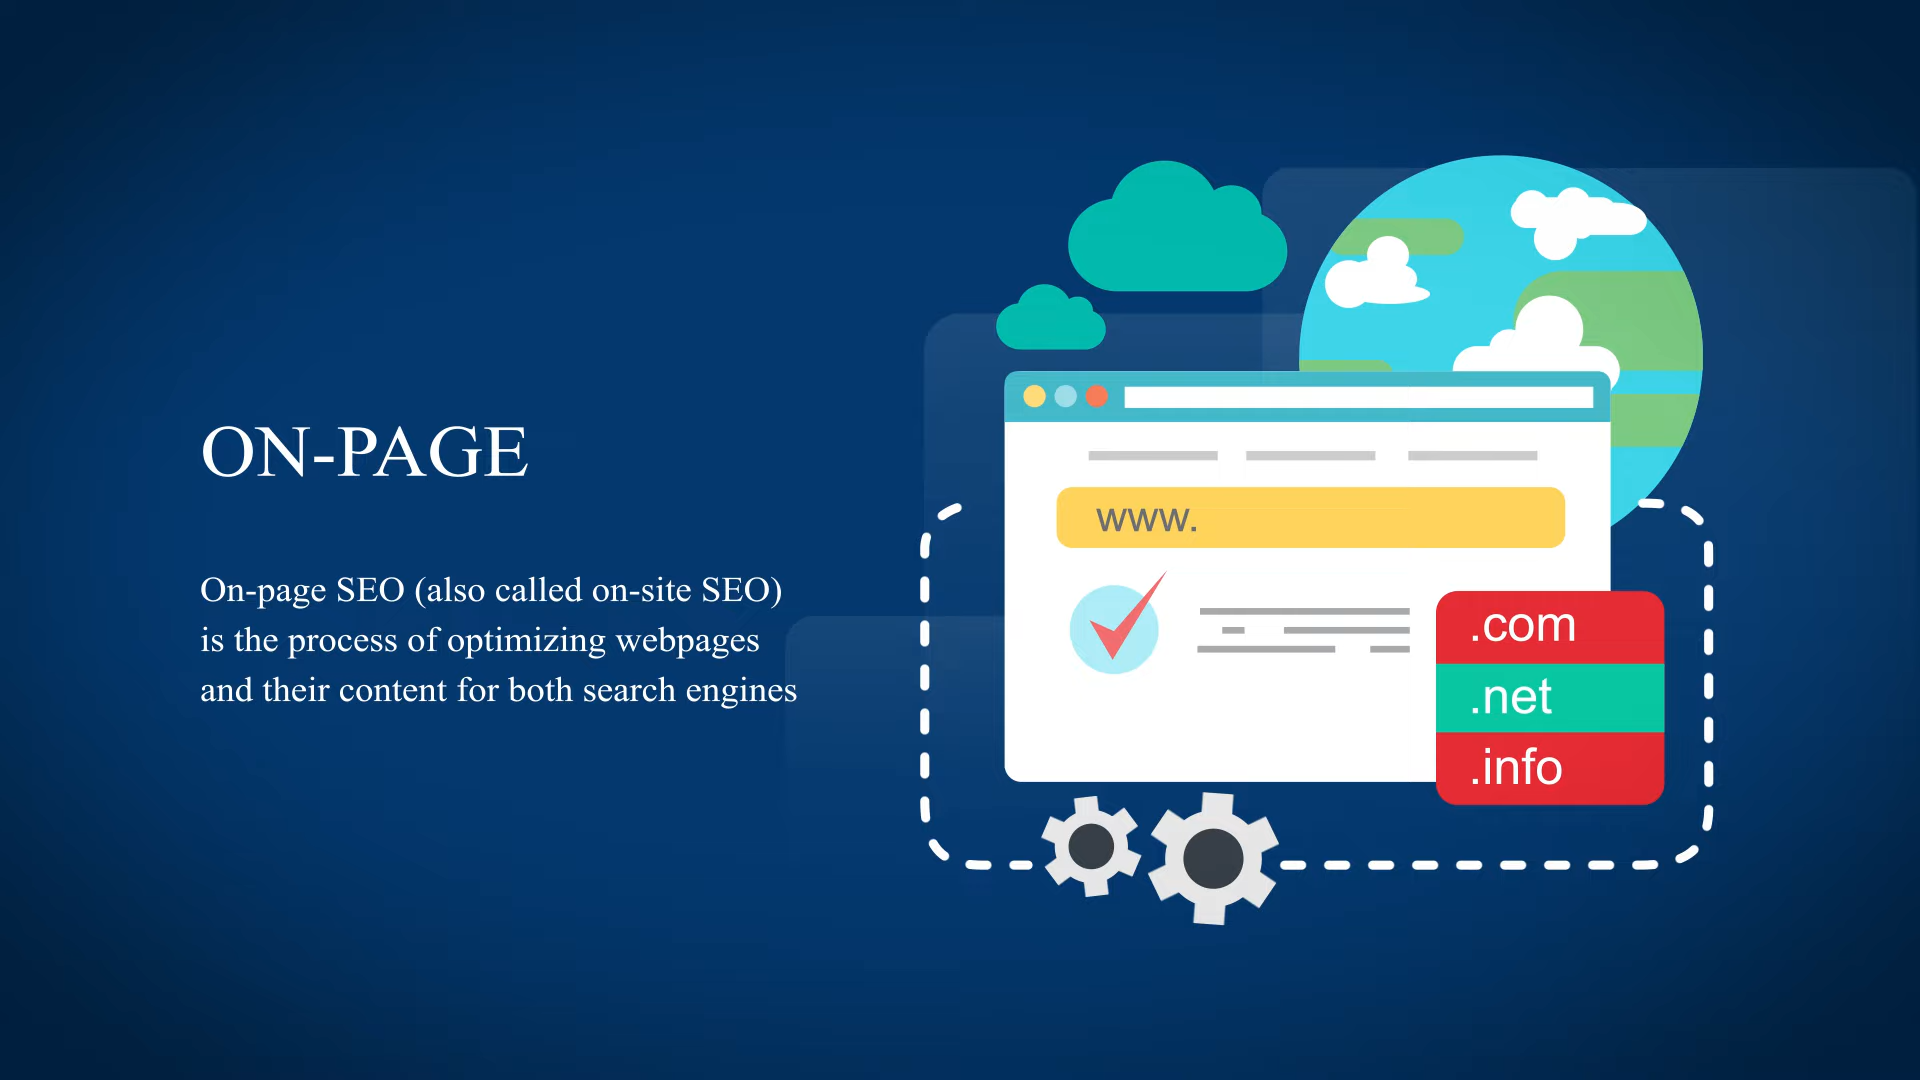 ON-PAGE
On-page SEO (also called on-site SEO)
is the process of optimizing webpages
and their content for both search engines
www.
.com
.net
.info